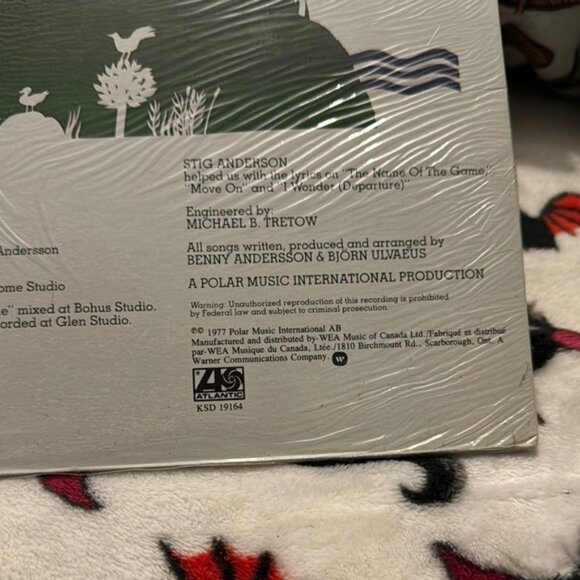 STIG ANDERSON
helped us with the lyrics on "The Name Of The Game,"
"Move On" and "I Wonder (Departure)"
Engineered by:
MICHAEL B. TRETOW
Andersson
All songs written, produced and arranged by
BENNY ANDERSSON & BJÖRN ULVAEUS
ome Studio
A POLAR MUSIC INTERNATIONAL PRODUCTION
e" mixed at Bohus Studio.
orded at Glen Studio.
Warning: Unauthorized reproduction of this recording is prohibited
by Federal law and subject to criminal prosecution.
℗© 1977 Polar Music International AB
Manufactured and distributed by-WEA Music of Canada Ltd./Fabriqué et distribué
par-WEA Musique du Canada, Ltée./1810 Birchmount Rd., Scarborough, Ont. A
Warner Communications Company. W
ATLANTIC
KSD 19164